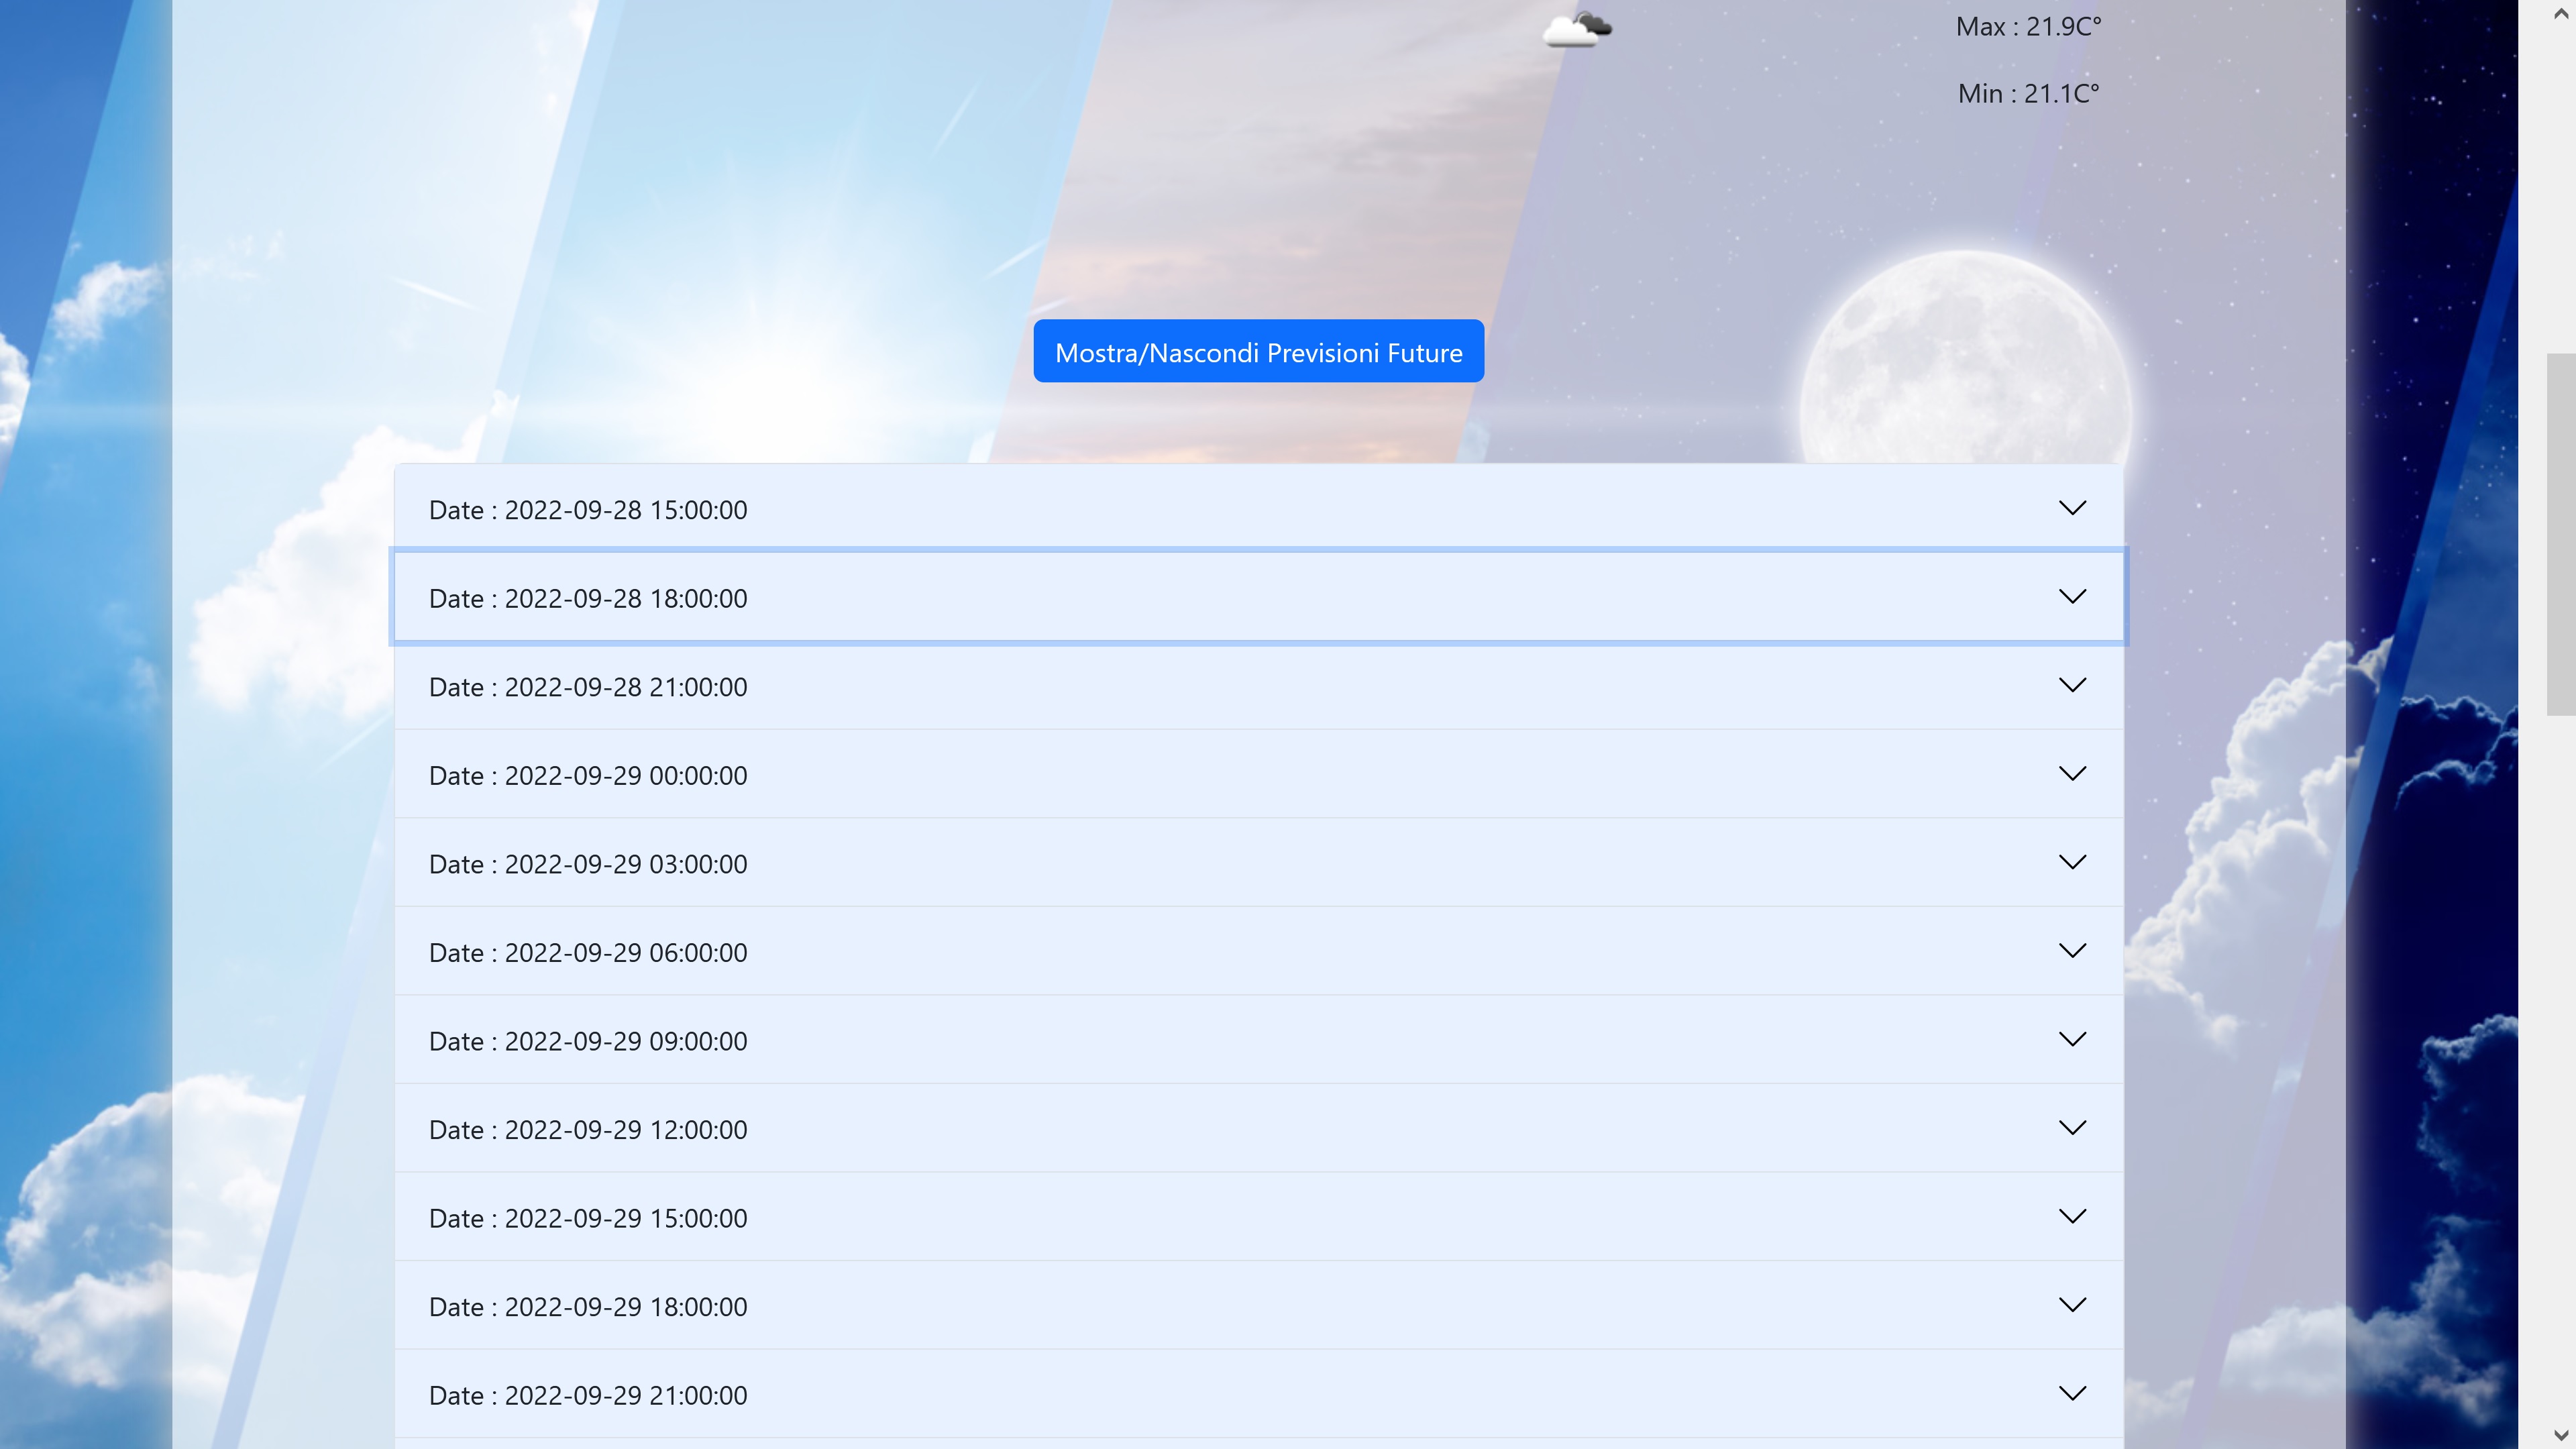 Max : 21.9C°
Min : 21.1C°
Mostra/Nascondi Previsioni Future
Date : 2022-09-28 15:00:00
Date : 2022-09-28 18:00:00
Date : 2022-09-28 21:00:00
Date : 2022-09-29 00:00:00
Date : 2022-09-29 03:00:00
Date : 2022-09-29 06:00:00
Date : 2022-09-29 09:00:00
Date : 2022-09-29 12:00:00
Date : 2022-09-29 15:00:00
Date : 2022-09-29 18:00:00
Date : 2022-09-29 21:00:00